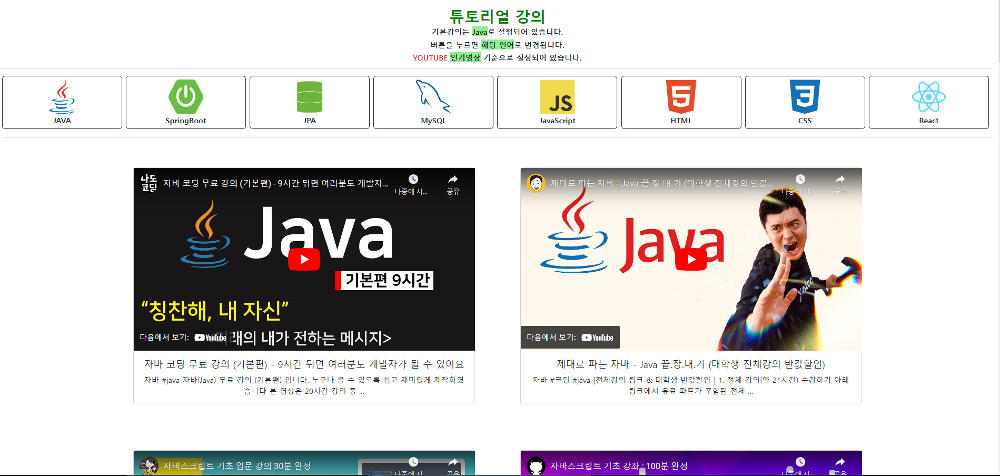 튜토리얼 강의
기본강의는 Java로 설정되어 있습니다.
버튼을 누르면 해당 언어로 변경됩니다.
YOUTUBE 인기영상 기준으로 설정되어 있습니다.
JAVA
SpringBoot
JPA
MySQL
JS
JavaScript
5
HTML
3
CSS
React
나도
코딩
자바 코딩 무료 강의 (기본편) - 9시간 뒤면 여러분도 개발자...
나중에 시...
공유
Java
기본편 9시간
“칭찬해, 내 자신”
다음에서 보기: YouTube
래의 내가 전하는 메시지>
자바 코딩 무료 강의 (기본편) - 9시간 뒤면 여러분도 개발자가 될 수 있어요
자바 #java 자바(Java) 무료 강의 (기본편) 입니다. 누구나 볼 수 있도록 쉽고 재미있게 제작하였
습니다 본 영상은 20시간 강의 중 ...
제대로 파는 자바 - Java 끝.장.내.기 (대학생 전체강의 반값...
나중에 시...
공유
Java
다음에서 보기: YouTube
제대로 파는 자바 - Java 끝.장.내.기 (대학생 전체강의 반값할인)
자바 #코딩 #java [전체강의 링크 & 대학생 반값할인 ] 1. 전체 강의(약 21시간) 수강하기 아래
링크에서 유료 파트가 포함된 전체 ...
자바스크립트 기초 입문 강의 30분 완성
나중에 시
공유
자바스크립트 기초 강좌 : 100분 완성
나중에 시
공유